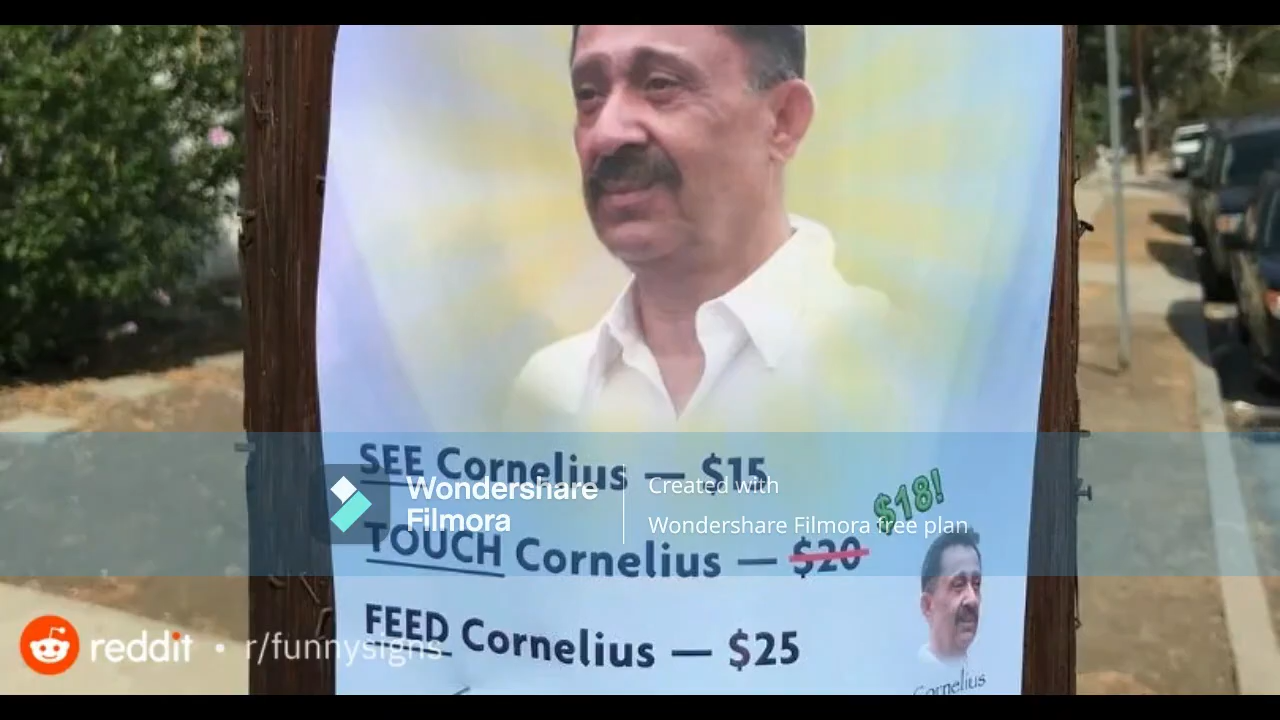 SEE Cornelius — $15
Wondershare
Filmora
Created with
Wondershare Filmora free plan
$18!
TOUCH Cornelius — $20
FEED Cornelius — $25
Cornelius
reddit • r/funnysigns